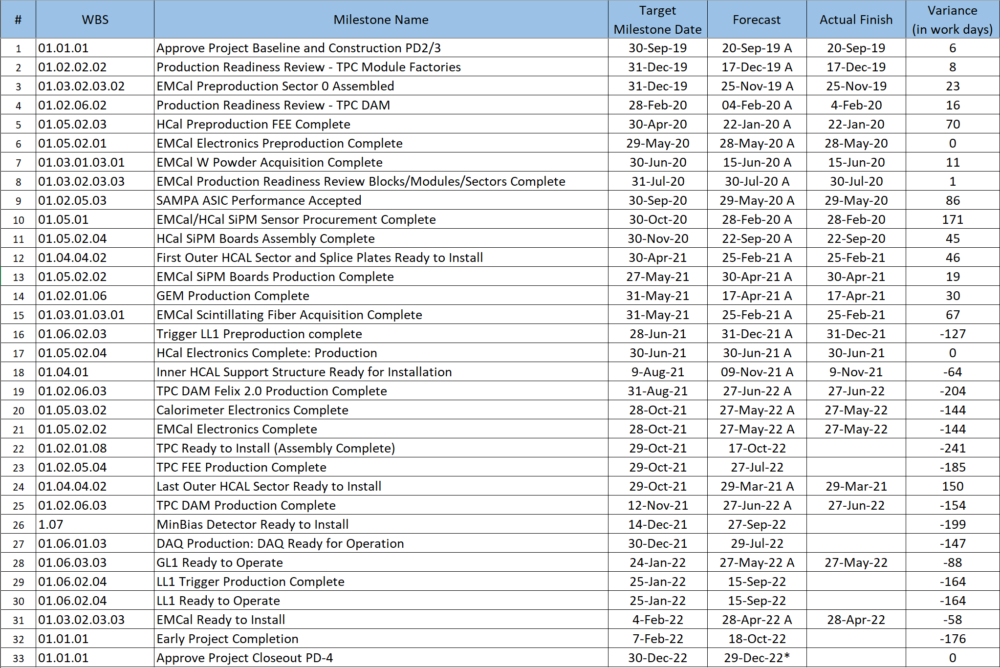 # WBS Milestone Name Target Milestone Date Forecast Actual Finish Variance (in work days)
1 01.01.01 Approve Project Baseline and Construction PD2/3 30-Sep-19 20-Sep-19 A 20-Sep-19 6
2 01.02.02.02 Production Readiness Review - TPC Module Factories 31-Dec-19 17-Dec-19 A 17-Dec-19 8
3 01.03.02.03.02 EMCal Preproduction Sector 0 Assembled 31-Dec-19 25-Nov-19 A 25-Nov-19 23
4 01.02.06.02 Production Readiness Review - TPC DAM 28-Feb-20 04-Feb-20 A 4-Feb-20 16
5 01.05.02.03 HCal Preproduction FEE Complete 30-Apr-20 22-Jan-20 A 22-Jan-20 70
6 01.05.02.01 EMCal Electronics Preproduction Complete 29-May-20 28-May-20 A 28-May-20 0
7 01.03.01.03.01 EMCal W Powder Acquisition Complete 30-Jun-20 15-Jun-20 A 15-Jun-20 11
8 01.03.02.03.03 EMCal Production Readiness Review Blocks/Modules/Sectors Complete 31-Jul-20 30-Jul-20 A 30-Jul-20 1
9 01.02.05.03 SAMPA ASIC Performance Accepted 30-Sep-20 29-May-20 A 29-May-20 86
10 01.05.01 EMCal/HCal SiPM Sensor Procurement Complete 30-Oct-20 28-Feb-20 A 28-Feb-20 171
11 01.05.02.04 HCal SiPM Boards Assembly Complete 30-Nov-20 22-Sep-20 A 22-Sep-20 45
12 01.04.04.02 First Outer HCAL Sector and Splice Plates Ready to Install 30-Apr-21 25-Feb-21 A 25-Feb-21 46
13 01.05.02.02 EMCal SiPM Boards Production Complete 27-May-21 30-Apr-21 A 30-Apr-21 19
14 01.02.01.06 GEM Production Complete 31-May-21 17-Apr-21 A 17-Apr-21 30
15 01.03.01.03.01 EMCal Scintillating Fiber Acquisition Complete 31-May-21 25-Feb-21 A 25-Feb-21 67
16 01.06.02.03 Trigger LL1 Preproduction complete 28-Jun-21 31-Dec-21 A 31-Dec-21 -127
17 01.05.02.04 HCal Electronics Complete: Production 30-Jun-21 30-Jun-21 A 30-Jun-21 0
18 01.04.01 Inner HCAL Support Structure Ready for Installation 9-Aug-21 09-Nov-21 A 9-Nov-21 -64
19 01.02.06.03 TPC DAM Felix 2.0 Production Complete 31-Aug-21 27-Jun-22 A 27-Jun-22 -204
20 01.05.03.02 Calorimeter Electronics Complete 28-Oct-21 27-May-22 A 27-May-22 -144
21 01.05.02.02 EMCal Electronics Complete 28-Oct-21 27-May-22 A 27-May-22 -144
22 01.02.01.08 TPC Ready to Install (Assembly Complete) 29-Oct-21 17-Oct-22 -241
23 01.02.05.04 TPC FEE Production Complete 29-Oct-21 27-Jul-22 -185
24 01.04.04.02 Last Outer HCAL Sector Ready to Install 29-Oct-21 29-Mar-21 A 29-Mar-21 150
25 01.02.06.03 TPC DAM Production Complete 12-Nov-21 27-Jun-22 A 27-Jun-22 -154
26 1.07 MinBias Detector Ready to Install 14-Dec-21 27-Sep-22 -199
27 01.06.01.03 DAQ Production: DAQ Ready for Operation 30-Dec-21 29-Jul-22 -147
28 01.06.03.03 GL1 Ready to Operate 24-Jan-22 27-May-22 A 27-May-22 -88
29 01.06.02.04 LL1 Trigger Production Complete 25-Jan-22 15-Sep-22 -164
30 01.06.02.04 LL1 Ready to Operate 25-Jan-22 15-Sep-22 -164
31 01.03.02.03.03 EMCal Ready to Install 4-Feb-22 28-Apr-22 A 28-Apr-22 -58
32 01.01.01 Early Project Completion 7-Feb-22 18-Oct-22 -176
33 01.01.01 Approve Project Closeout PD-4 30-Dec-22 29-Dec-22* 0